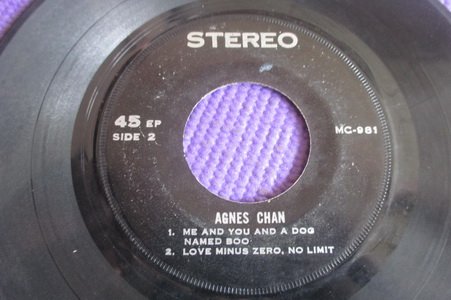 STEREO
45 EP
SIDE 2
MC-981
AGNES CHAN
1. ME AND YOU AND A DOG
NAMED BOO
2. LOVE MINUS ZERO, NO LIMIT